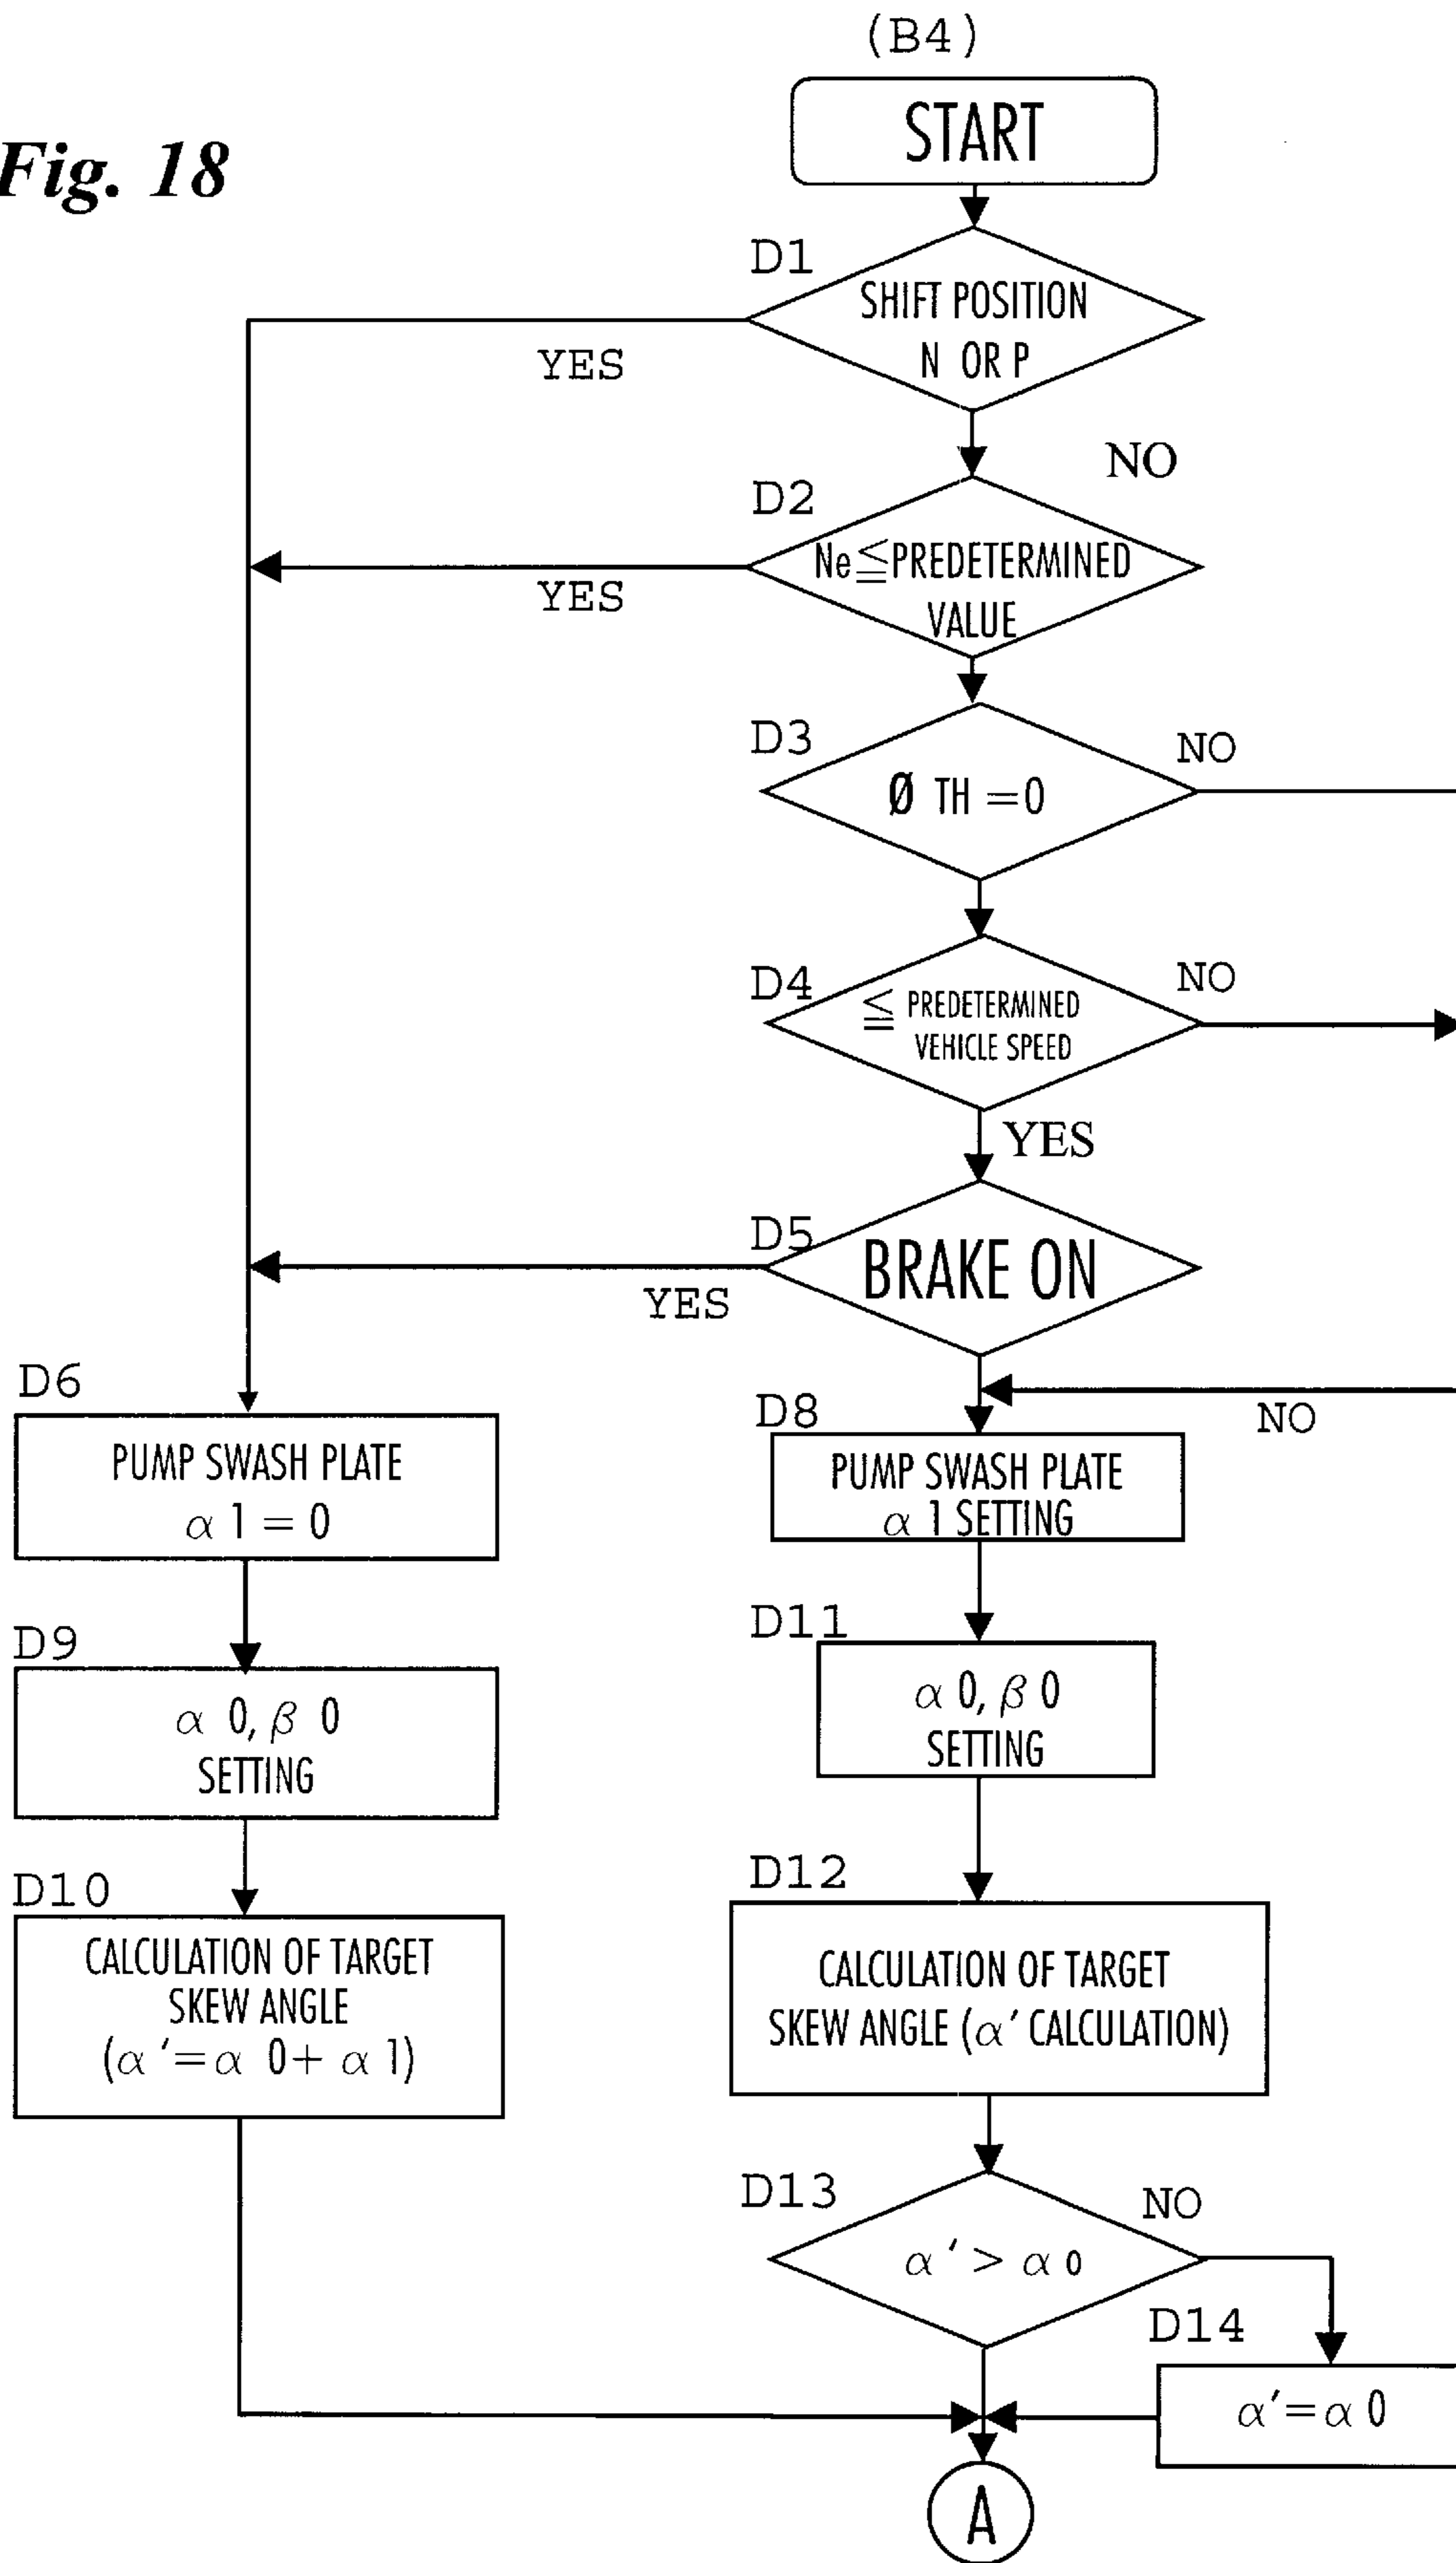 (B4)
START
Fig. 18
D1
SHIFT POSITION
N OR P
YES
NO
D2
Ne≦PREDETERMINED
VALUE
YES
D3
Ø TH =0
NO
D4
≦ PREDETERMINED
VEHICLE SPEED
NO
YES
D5
BRAKE ON
YES
D6
PUMP SWASH PLATE
α 1 = 0
NO
D8
PUMP SWASH PLATE
α 1 SETTING
D9
α 0, β 0
SETTING
D11
α 0, β 0
SETTING
D10
CALCULATION OF TARGET
SKEW ANGLE
(α '=α 0+ α 1)
D12
CALCULATION OF TARGET
SKEW ANGLE (α' CALCULATION)
D13
α ' > α 0
NO
D14
α'=α 0
A